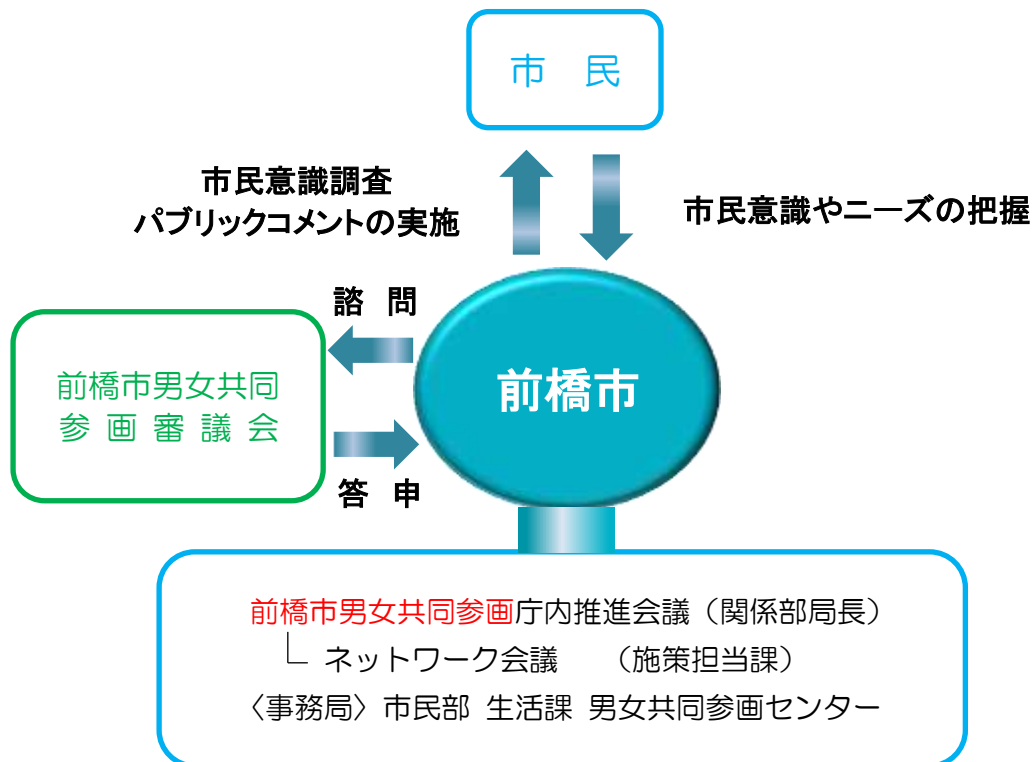 市 民
市民意識調査
パブリックコメントの実施
市民意識やニーズの把握
諮 問
前橋市男女共同
参 画 審 議 会
前橋市
答 申
前橋市男女共同参画庁内推進会議（関係部局長）
ネットワーク会議 （施策担当課）
〈事務局〉市民部 生活課 男女共同参画センター